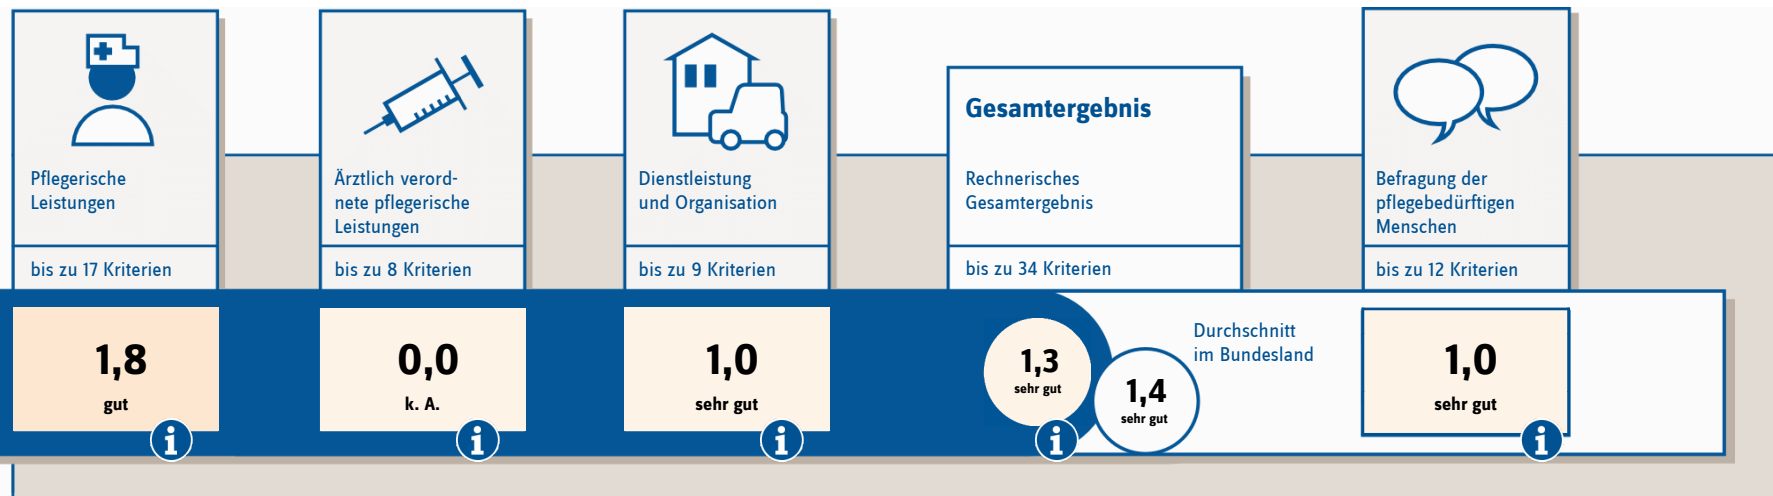 Pflegerische
Leistungen
bis zu 17 Kriterien
1,8
gut
i
Ärztlich verord-
nete pflegerische
Leistungen
bis zu 8 Kriterien
0,0
k. A.
i
Dienstleistung
und Organisation
bis zu 9 Kriterien
1,0
sehr gut
i
Gesamtergebnis
Rechnerisches
Gesamtergebnis
bis zu 34 Kriterien
1,3
sehr gut
i
1,4
sehr gut
Durchschnitt
im Bundesland
Befragung der
pflegebedürftigen
Menschen
bis zu 12 Kriterien
1,0
sehr gut
i